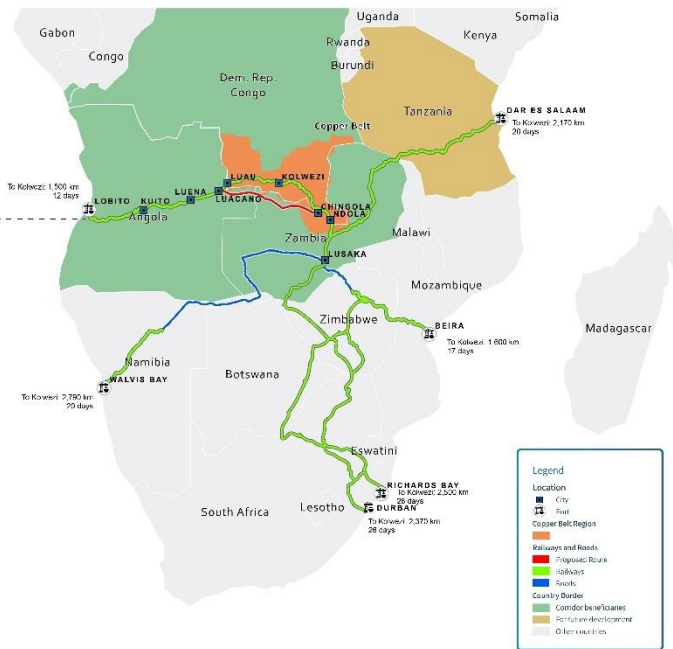 Uganda
Somalia
Gabon
Kenya
Congo
Rwanda
Burundi
Dem. Rep.
Congo
Tanzania
DAR ES SALAAM
To Kolwezi: 2,170 km
20 days
Copper Belt
LUAU
KOLWEZI
To Kolwezi: 1,500 km
12 days
LOBITO
KUITO
LUENA
LUACANO
Angola
CHINGOLA
NDOLA
Zambia
Malawi
LUSAKA
Mozambique
Zimbabwe
BEIRA
To Kolwezi: 1,600 km
17 days
Madagascar
Namibia
WALVIS BAY
To Kolwezi: 2,790 km
20 days
Botswana
Eswatini
RICHARDS BAY
To Kolwezi: 2,500 km
DURBAN
To Kolwezi: 2,370 km
26 days
South Africa
Lesotho
Legend
Location
City
Port
Copper Belt Region
Railways and Roads
Proposed Route
Railways
Roads
Country Border
Corridor beneficiaries
For future development
Other countries